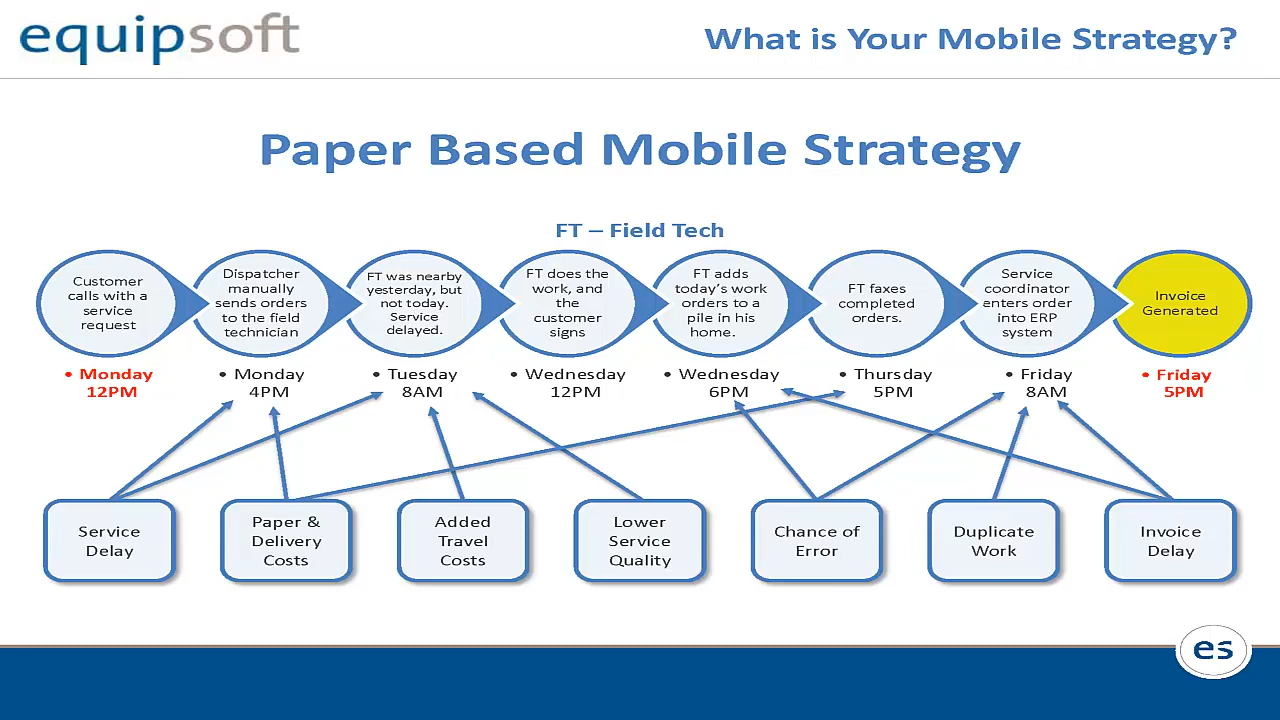 equipsoft
What is Your Mobile Strategy?
Paper Based Mobile Strategy
FT – Field Tech
Customer
calls with a
service
request
Dispatcher
manually
sends orders
to the field
technician
FT was nearby
yesterday, but
not today.
Service
delayed.
FT does the
work, and
the
customer
signs
FT adds
today's work
orders to a
pile in his
home.
FT faxes
completed
orders.
Service
coordinator
enters order
into ERP
system
Invoice
Generated
• Monday
12PM
• Monday
4PM
• Tuesday
8AM
• Wednesday
12PM
• Wednesday
6PM
• Thursday
5PM
• Friday
8AM
• Friday
5PM
Service
Delay
Paper &
Delivery
Costs
Added
Travel
Costs
Lower
Service
Quality
Chance of
Error
Duplicate
Work
Invoice
Delay
es